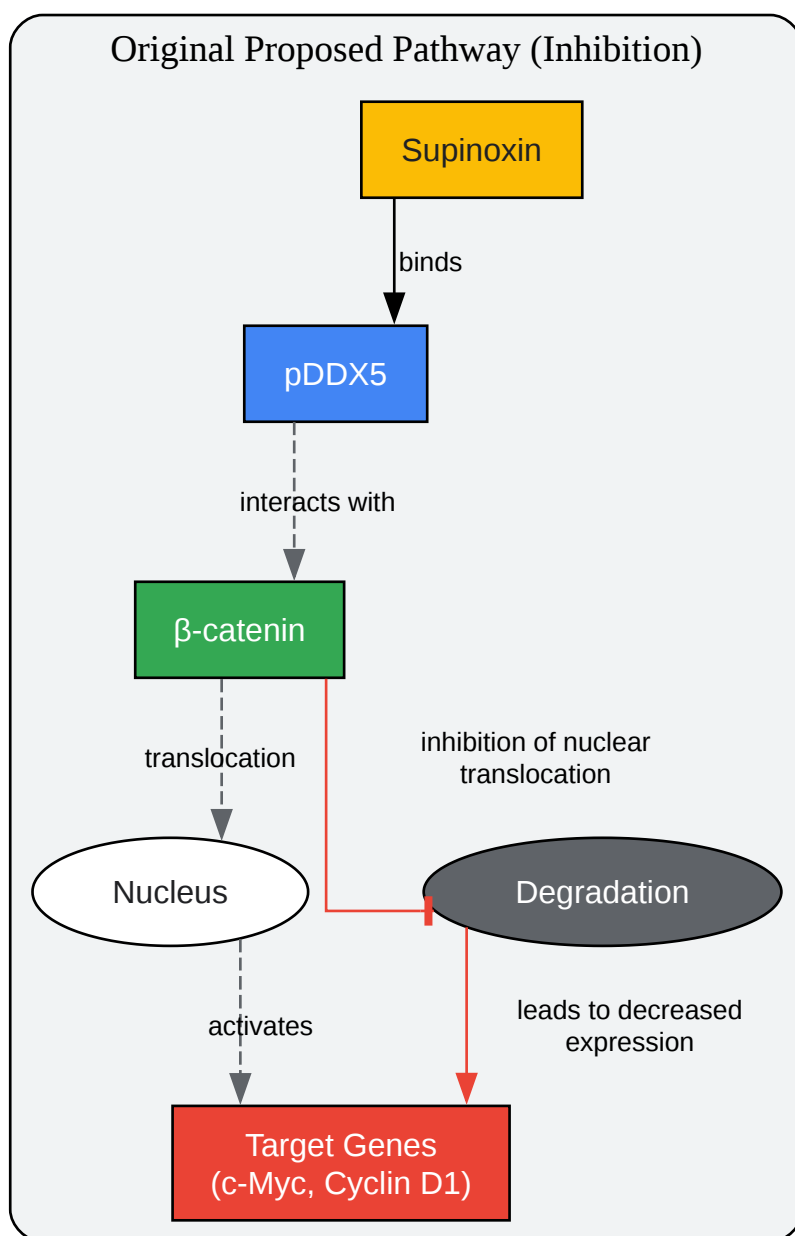 Original Proposed Pathway (Inhibition)
Supinoxin
binds
pDDX5
interacts with
β-catenin
translocation
inhibition of nuclear
translocation
Nucleus
Degradation
activates
leads to decreased
expression
Target Genes
(c-Myc, Cyclin D1)